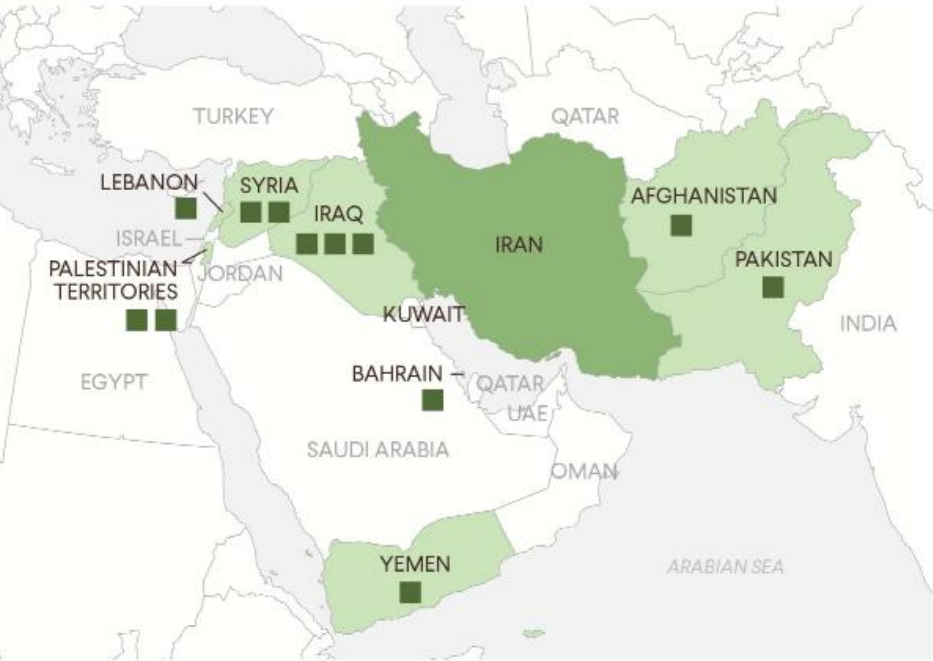 TURKEY
QATAR
LEBANON
SYRIA
AFGHANISTAN
IRAQ
ISRAEL
IRAN
PALESTINIAN
TERRITORIES
JORDAN
PAKISTAN
KUWAIT
INDIA
EGYPT
BAHRAIN
QATAR
UAE
SAUDI ARABIA
OMAN
YEMEN
ARABIAN SEA